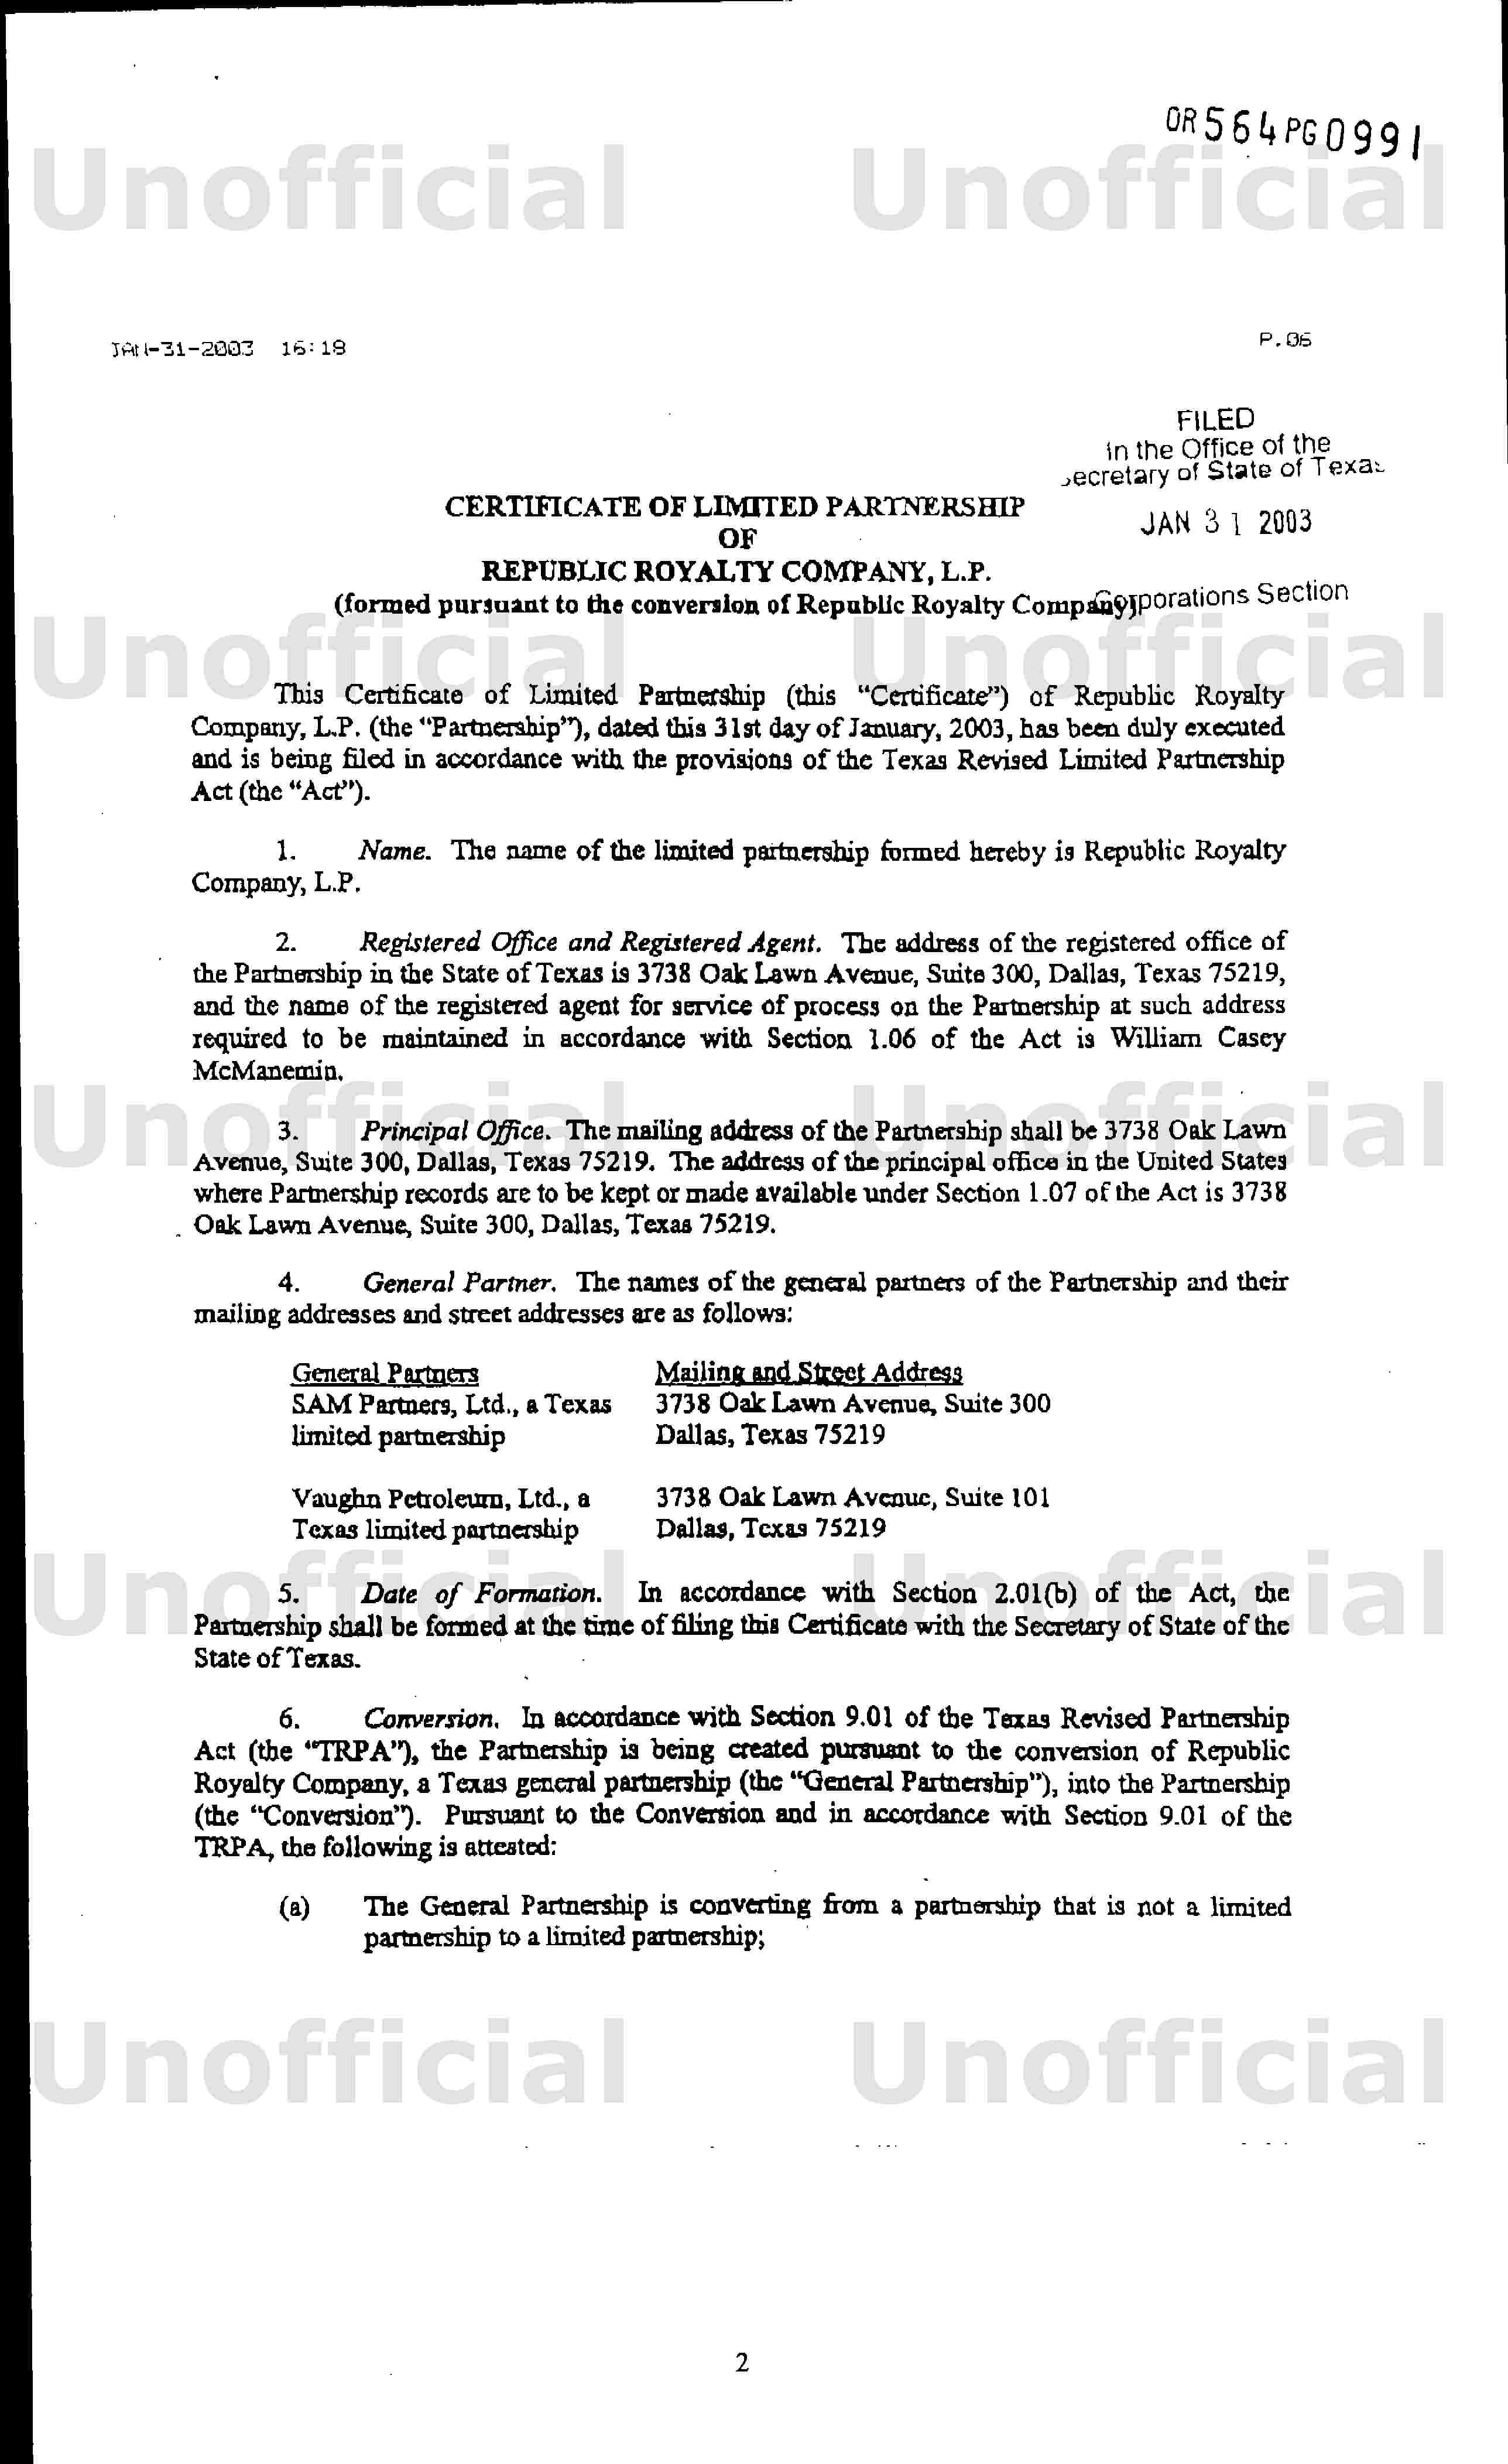 OR564PG0991
Unofficial Unofficial
JAN-31-2003 16:18 P.06
FILED
In the Office of the
Secretary of State of Texas
JAN 31 2003
Corporations Section
CERTIFICATE OF LIMITED PARTNERSHIP
OF
REPUBLIC ROYALTY COMPANY, L.P.
(formed pursuant to the conversion of Republic Royalty Company)
Unofficial Unofficial
This Certificate of Limited Partnership (this “Certificate”) of Republic Royalty
Company, L.P. (the “Partnership”), dated this 31st day of January, 2003, has been duly executed
and is being filed in accordance with the provisions of the Texas Revised Limited Partnership
Act (the “Act”).
1. Name. The name of the limited partnership formed hereby is Republic Royalty
Company, L.P.
2. Registered Office and Registered Agent. The address of the registered office of
the Partnership in the State of Texas is 3738 Oak Lawn Avenue, Suite 300, Dallas, Texas 75219,
and the name of the registered agent for service of process on the Partnership at such address
required to be maintained in accordance with Section 1.06 of the Act is William Casey
McManemin.
Unofficial Unofficial
3. Principal Office. The mailing address of the Partnership shall be 3738 Oak Lawn
Avenue, Suite 300, Dallas, Texas 75219. The address of the principal office in the United States
where Partnership records are to be kept or made available under Section 1.07 of the Act is 3738
Oak Lawn Avenue, Suite 300, Dallas, Texas 75219.
4. General Partner. The names of the general partners of the Partnership and their
mailing addresses and street addresses are as follows:
General Partners Mailing and Street Address
SAM Partners, Ltd., a Texas 3738 Oak Lawn Avenue, Suite 300
limited partnership Dallas, Texas 75219
Vaughn Petroleum, Ltd., a 3738 Oak Lawn Avenue, Suite 101
Texas limited partnership Dallas, Texas 75219
Unofficial Unofficial
5. Date of Formation. In accordance with Section 2.01(b) of the Act, the
Partnership shall be formed at the time of filing this Certificate with the Secretary of State of the
State of Texas.
6. Conversion. In accordance with Section 9.01 of the Texas Revised Partnership
Act (the “TRPA”), the Partnership is being created pursuant to the conversion of Republic
Royalty Company, a Texas general partnership (the “General Partnership”), into the Partnership
(the “Conversion”). Pursuant to the Conversion and in accordance with Section 9.01 of the
TRPA, the following is attested:
(a) The General Partnership is converting from a partnership that is not a limited
partnership to a limited partnership;
Unofficial Unofficial
2